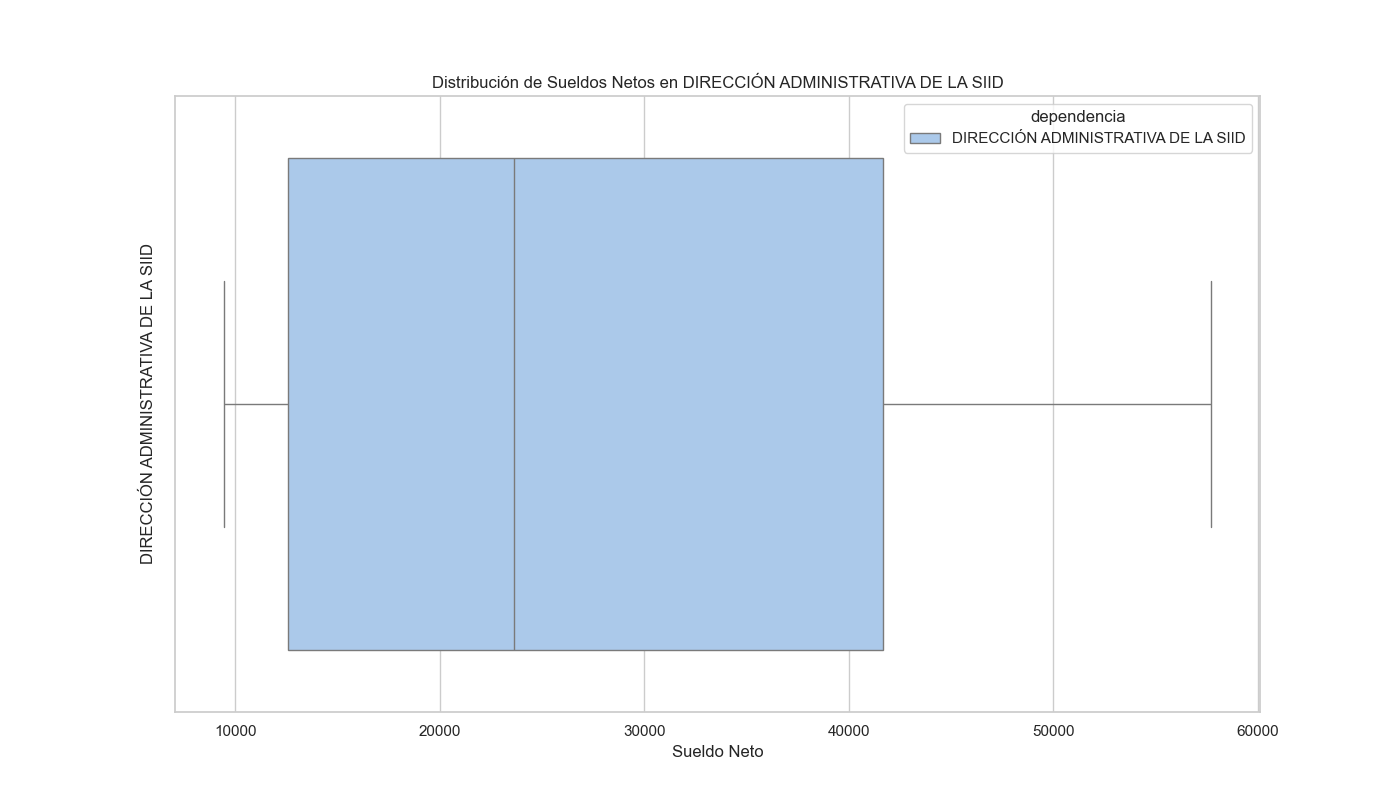 Distribución de Sueldos Netos en DIRECCIÓN ADMINISTRATIVA DE LA SIID
dependencia
DIRECCIÓN ADMINISTRATIVA DE LA SIID
DIRECCIÓN ADMINISTRATIVA DE LA SIID
10000 20000 30000 40000 50000 60000
Sueldo Neto